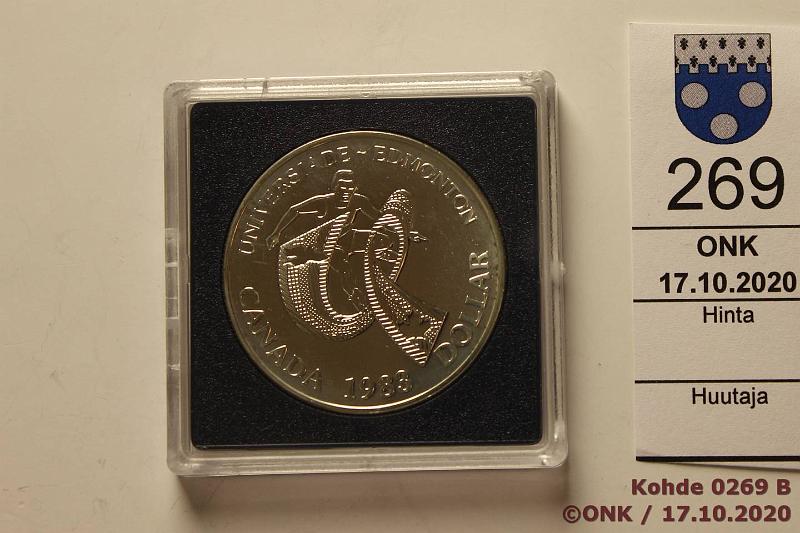 UNIVERSIADE - EDMONTON
CANADA 1983 DOLLAR
269
ONK
17.10.2020
Hinta
Huutaja
Kohde 0269 B
©ONK / 17.10.2020